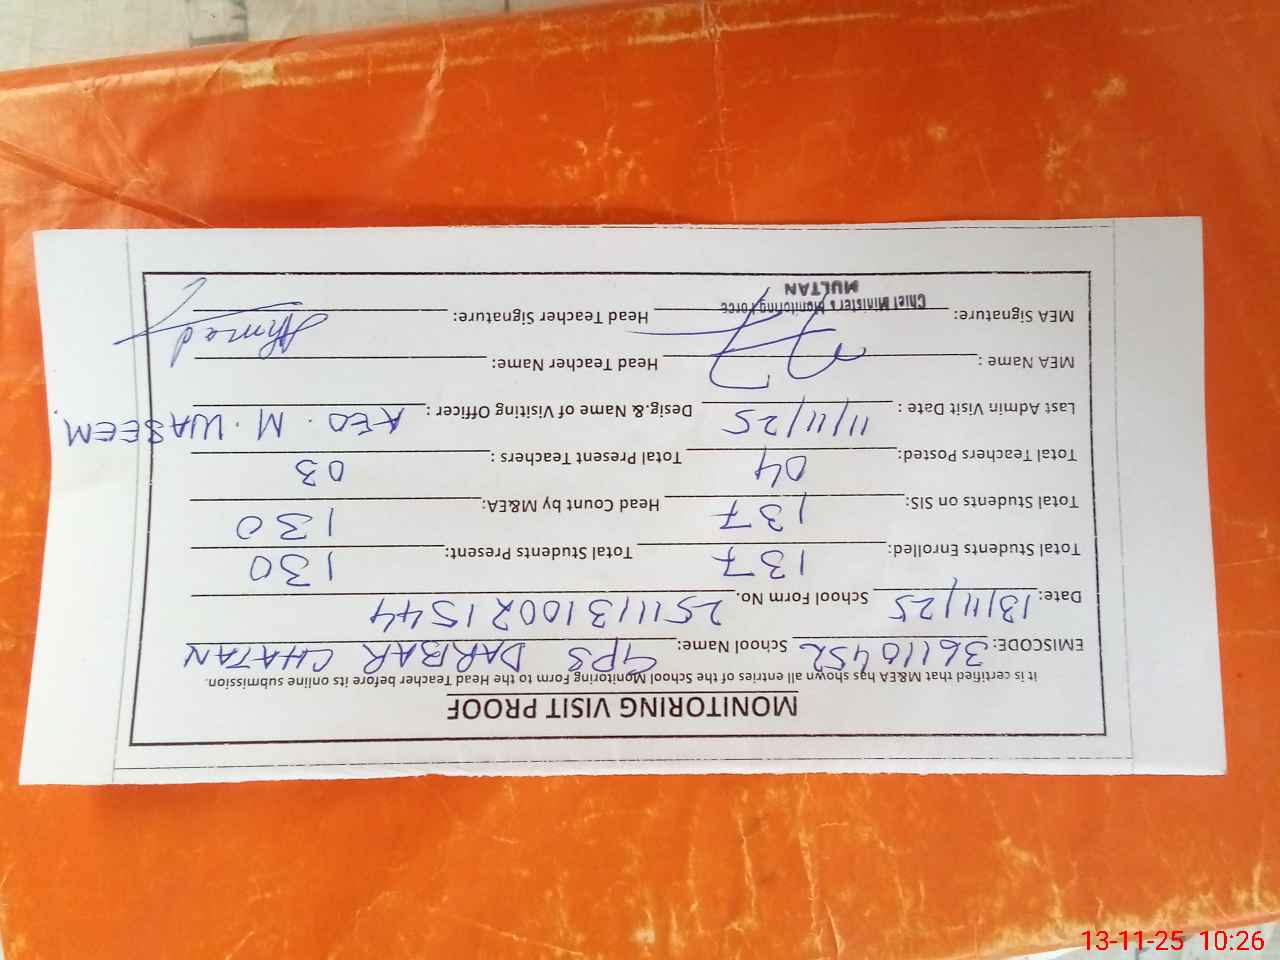 MONITORING VISIT PROOF
it is certified that M&EA has shown all entries of the School Monitoring Form to the Head Teacher before its online submission.
EMISCODE: 36110452 School Name: GPS DARBAR CHATAN
Date: 13/11/25 School Form No. 25111310021544
Total Students Enrolled: 137 Total Students Present: 130
Total Students on SIS: 137 Head Count by M&EA: 130
Total Teachers Posted: 04 Total Present Teachers : 03
Last Admin Visit Date : 11/11/25 Desig.& Name of Visiting Officer : AEO. M. WASEEM
MEA Name : Head Teacher Name:
MEA Signature: Head Teacher Signature: Ahmad
Chief Minister's Monitoring Force
MULTAN
13-11-25 10:26